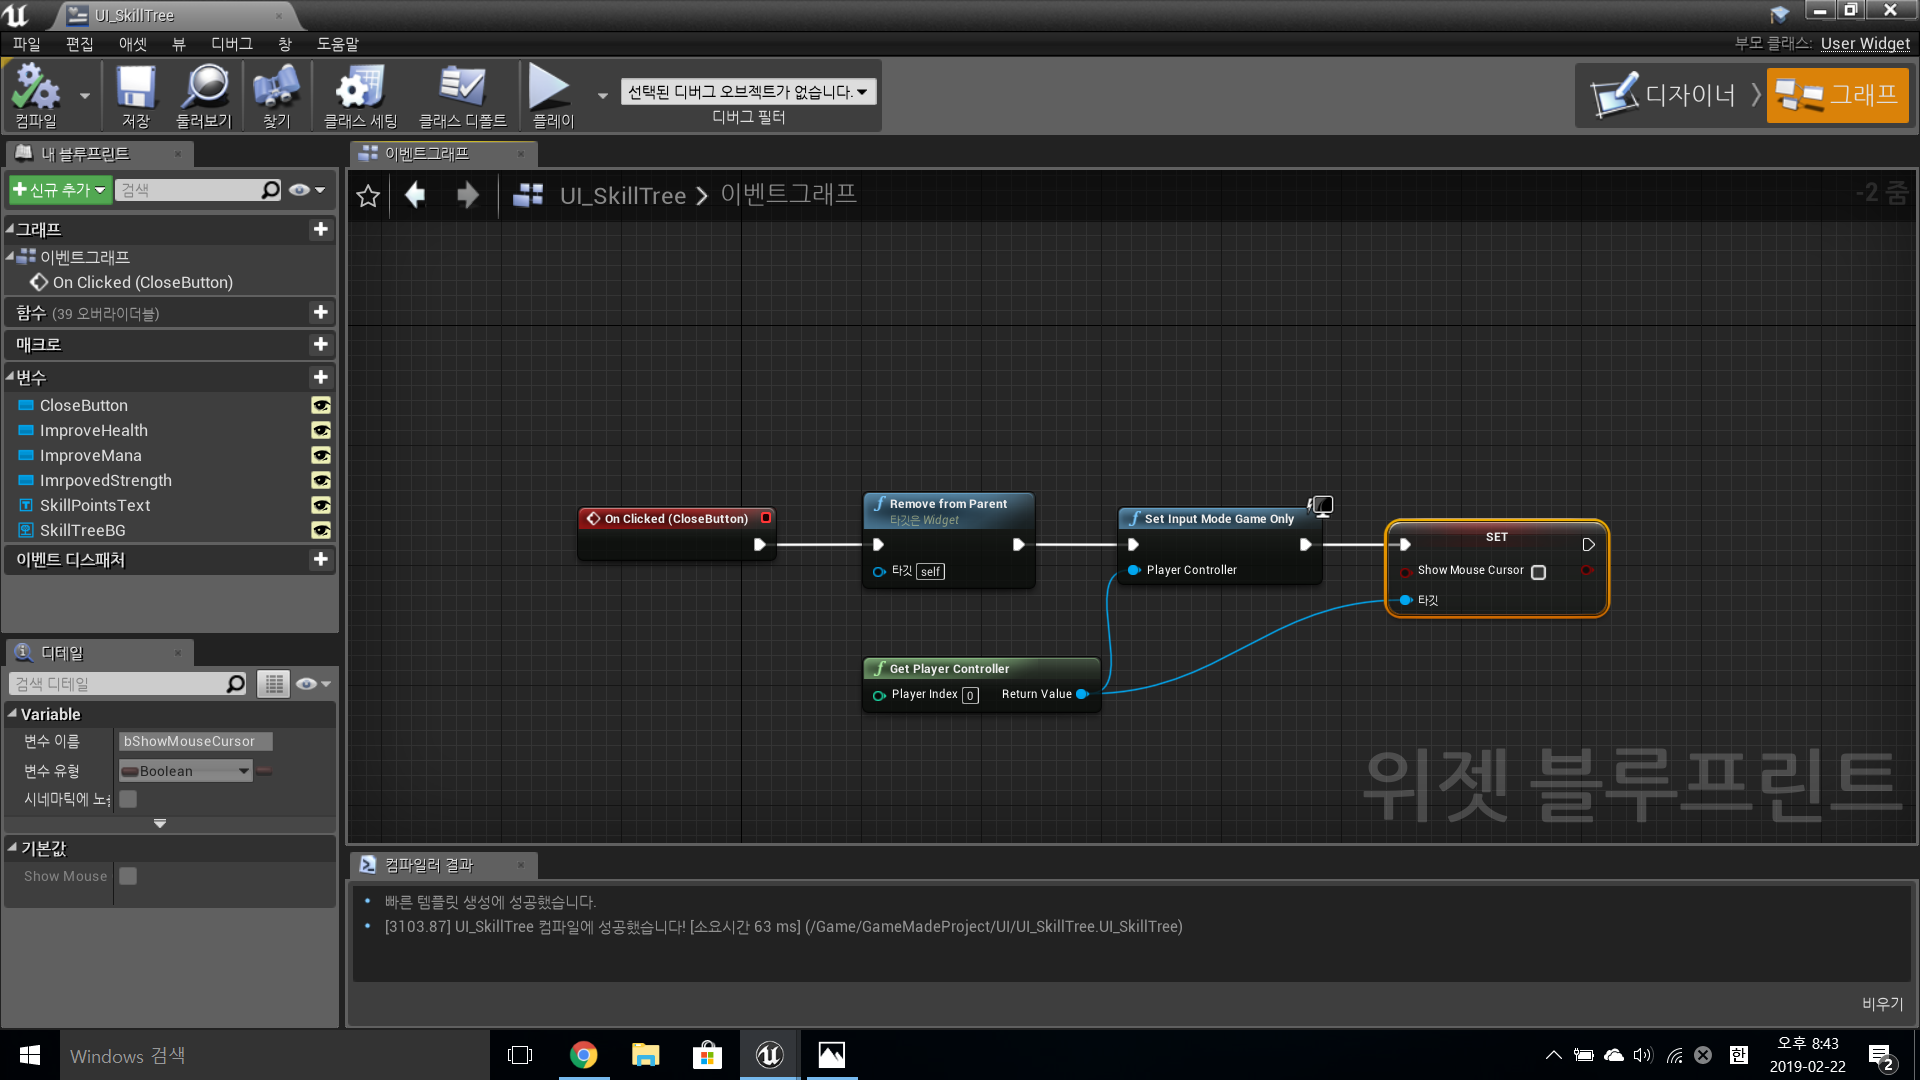 UI_SkillTree
파일 편집 애셋 뷰 디버그 창 도움말
부모 클래스: User Widget
컴파일
저장
둘러보기
찾기
클래스 세팅
클래스 디폴트
플레이
선택된 디버그 오브젝트가 없습니다.
디버그 필터
디자이너
그래프
내 블루프린트
신규 추가
검색
그래프
이벤트그래프
On Clicked (CloseButton)
함수 (39 오버라이더블)
매크로
변수
CloseButton
ImproveHealth
ImproveMana
ImrpovedStrength
SkillPointsText
SkillTreeBG
이벤트 디스패처
디테일
검색 디테일
Variable
변수 이름 bShowMouseCursor
변수 유형 Boolean
시네마틱에 노
기본값
Show Mouse
이벤트그래프
UI_SkillTree > 이벤트그래프
-2 줌
On Clicked (CloseButton)
Remove from Parent
타깃은 Widget
타깃 self
Set Input Mode Game Only
Player Controller
SET
Show Mouse Cursor
타깃
Get Player Controller
Player Index 0 Return Value
위젯 블루프린트
컴파일러 결과
빠른 템플릿 생성에 성공했습니다.
[3103.87] UI_SkillTree 컴파일에 성공했습니다! [소요시간 63 ms] (/Game/GameMadeProject/UI/UI_SkillTree.UI_SkillTree)
비우기
Windows 검색
한
오후 8:43
2019-02-22
2